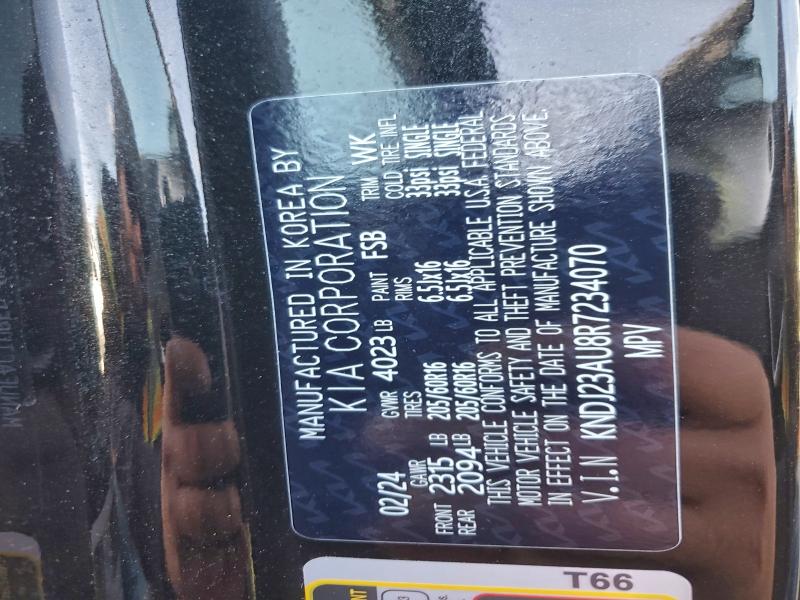 MANUFACTURED IN KOREA BY
KIA CORPORATION
02/24 GVWR 4023 LB PAINT FSB TRIM WK
GAWR TIRES RIMS COLD TIRE INFL
FRONT 2315 LB 205/60R16 6.5Jx16 33psi SINGLE
REAR 2094 LB 205/60R16 6.5Jx16 33psi SINGLE
THIS VEHICLE CONFORMS TO ALL APPLICABLE U.S.A. FEDERAL
MOTOR VEHICLE SAFETY AND THEFT PREVENTION STANDARDS
IN EFFECT ON THE DATE OF MANUFACTURE SHOWN ABOVE.
V.I.N KNDJ23AU8R7234070
MPV
T66